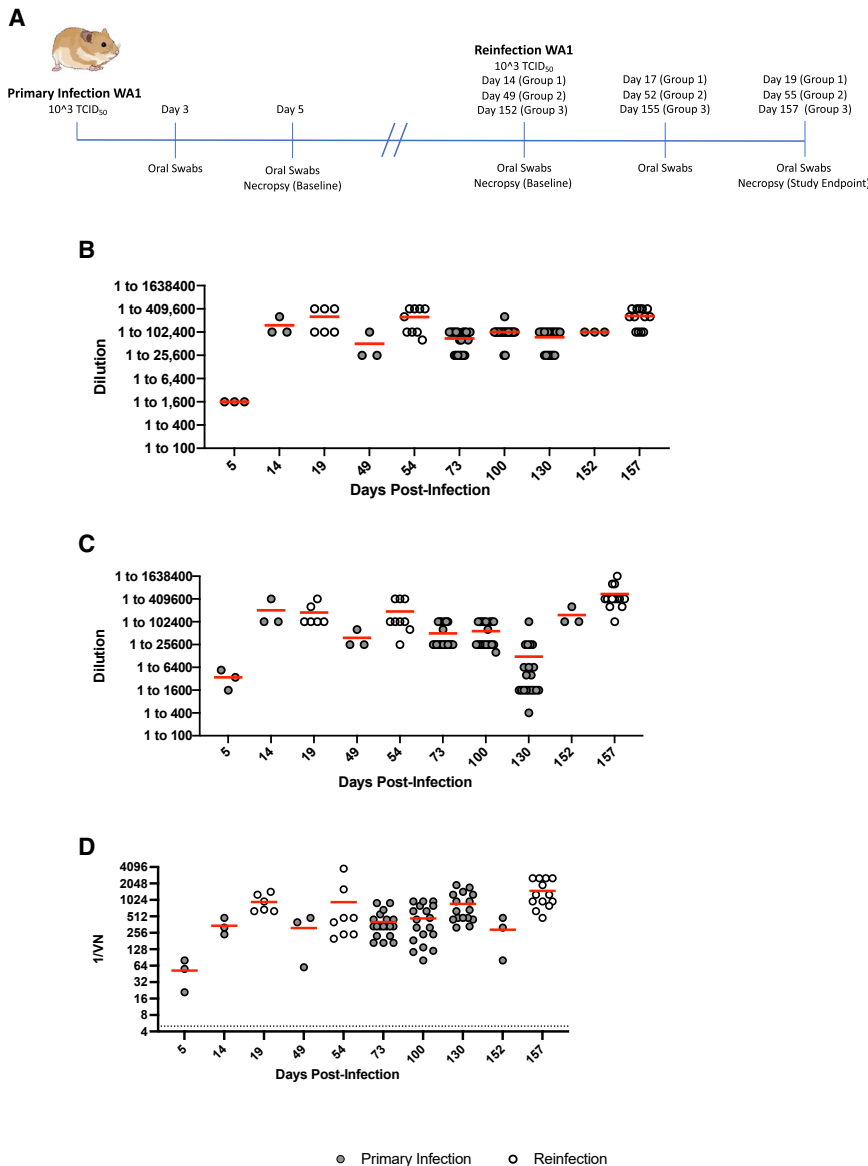 A
Primary Infection WA1
10^3 TCID50
Day 3
Day 5
Oral Swabs
Oral Swabs
Necropsy (Baseline)
Reinfection WA1
10^3 TCID50
Day 14 (Group 1)
Day 49 (Group 2)
Day 152 (Group 3)
Day 17 (Group 1)
Day 52 (Group 2)
Day 155 (Group 3)
Day 19 (Group 1)
Day 55 (Group 2)
Day 157 (Group 3)
Oral Swabs
Necropsy (Baseline)
Oral Swabs
Oral Swabs
Necropsy (Study Endpoint)
B
Dilution
1 to 1638400
1 to 409,600
1 to 102,400
1 to 25,600
1 to 6,400
1 to 1,600
1 to 400
1 to 100
5 14 19 49 54 73 100 130 152 157
Days Post-Infection
C
Dilution
1 to 1638400
1 to 409600
1 to 102400
1 to 25600
1 to 6400
1 to 1600
1 to 400
1 to 100
5 14 19 49 54 73 100 130 152 157
Days Post-Infection
D
1/VN
4096
2048
1024
512
256
128
64
32
16
8
4
5 14 19 49 54 73 100 130 152 157
Days Post-Infection
Primary Infection Reinfection